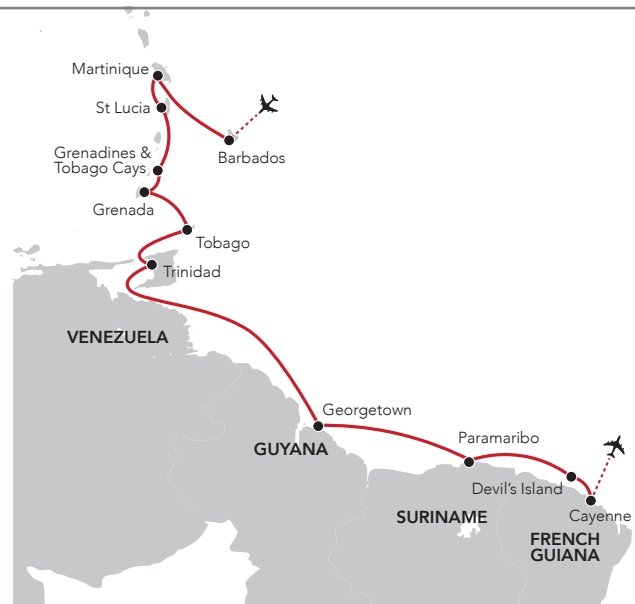 Martinique
St Lucia
Barbados
Grenadines &
Tobago Cays
Grenada
Tobago
Trinidad
VENEZUELA
Georgetown
GUYANA
Paramaribo
Devil's Island
Cayenne
SURINAME
FRENCH
GUIANA